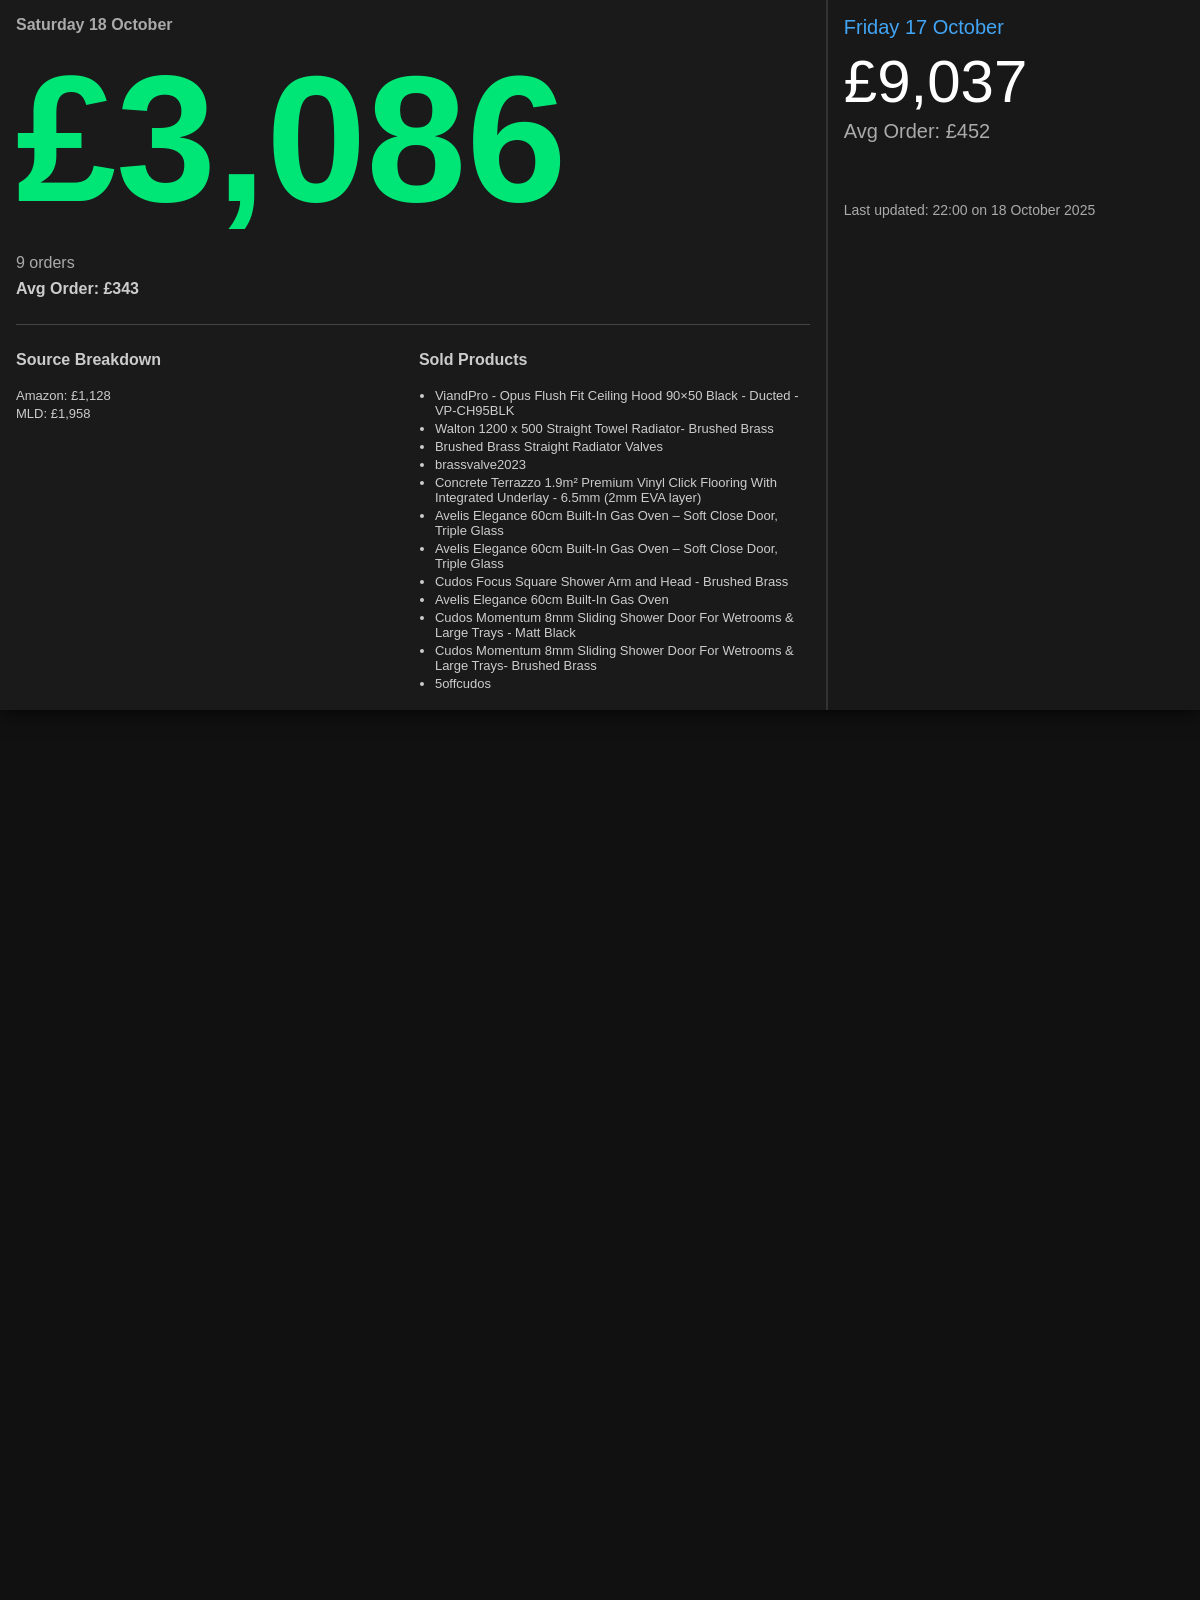 Saturday 18 October
£3,086
9 orders
Avg Order: £343
Source Breakdown
Amazon: £1,128
MLD: £1,958
Sold Products
ViandPro - Opus Flush Fit Ceiling Hood 90×50 Black - Ducted -
VP-CH95BLK
Walton 1200 x 500 Straight Towel Radiator- Brushed Brass
Brushed Brass Straight Radiator Valves
brassvalve2023
Concrete Terrazzo 1.9m² Premium Vinyl Click Flooring With
Integrated Underlay - 6.5mm (2mm EVA layer)
Avelis Elegance 60cm Built-In Gas Oven – Soft Close Door,
Triple Glass
Avelis Elegance 60cm Built-In Gas Oven – Soft Close Door,
Triple Glass
Cudos Focus Square Shower Arm and Head - Brushed Brass
Avelis Elegance 60cm Built-In Gas Oven
Cudos Momentum 8mm Sliding Shower Door For Wetrooms &
Large Trays - Matt Black
Cudos Momentum 8mm Sliding Shower Door For Wetrooms &
Large Trays- Brushed Brass
5offcudos
Friday 17 October
£9,037
Avg Order: £452
Last updated: 22:00 on 18 October 2025